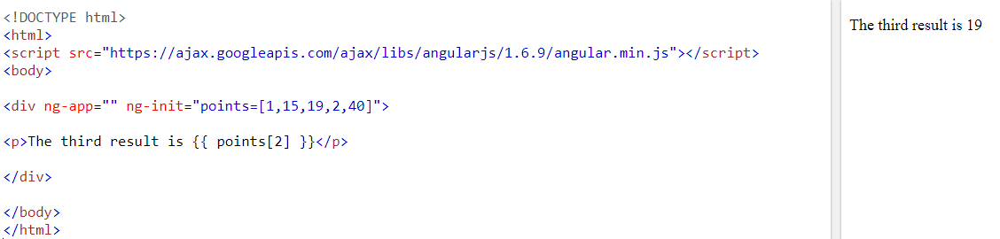 <!DOCTYPE html>
<html>
<script src="https://ajax.googleapis.com/ajax/libs/angularjs/1.6.9/angular.min.js"></script>
<body>
<div ng-app="" ng-init="points=[1,15,19,2,40]">
<p>The third result is {{ points[2] }}</p>
</div>
</body>
</html>
The third result is 19